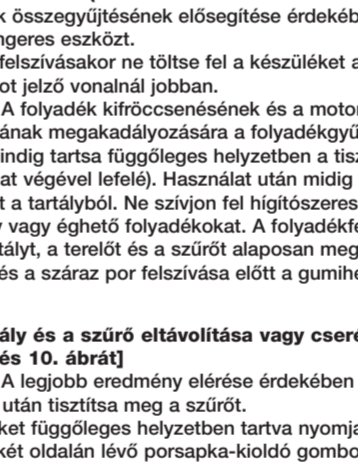 k összegyűjtésének elősegítése érdekéb
ngeres eszközt.
felszívásakor ne töltse fel a készüléket a
ot jelző vonalnál jobban.
A folyadék kifröccsenésének és a motor
ának megakadályozására a folyadékgyű
indig tartsa függőleges helyzetben a tisz
at végével lefelé). Használat után midig
t a tartályból. Ne szívjon fel hígítószeres
y vagy éghető folyadékokat. A folyadékfe
tályt, a terelőt és a szűrőt alaposan meg
és a száraz por felszívása előtt a gumihe
ály és a szűrő eltávolítása vagy cseré
és 10. ábrát]
A legjobb eredmény elérése érdekében
után tisztítsa meg a szűrőt.
ket függőleges helyzetben tartva nyomja
két oldalán lévő porsapka-kioldó gombo